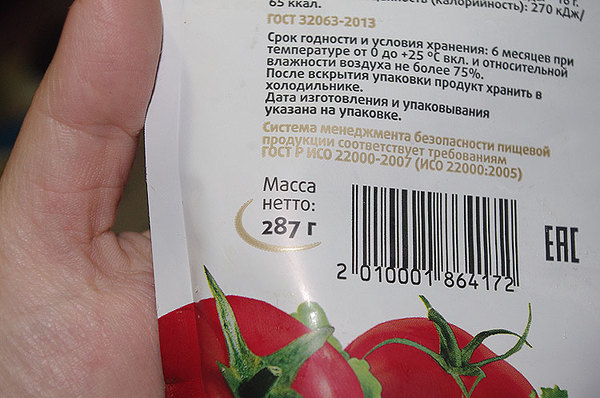 (калорийность): 270 кДж/
65 ккал.
ГОСТ 32063-2013
Срок годности и условия хранения: 6 месяцев при
температуре от 0 до +25 °С вкл. и относительной
влажности воздуха не более 75%.
После вскрытия упаковки продукт хранить в
холодильнике.
Дата изготовления и упаковывания
указана на упаковке.
Система менеджмента безопасности пищевой
продукции соответствует требованиям
ГОСТ Р ИСО 22000-2007 (ИСО 22000:2005)
Масса
нетто:
287 г
2 010001 864172
ЕАС